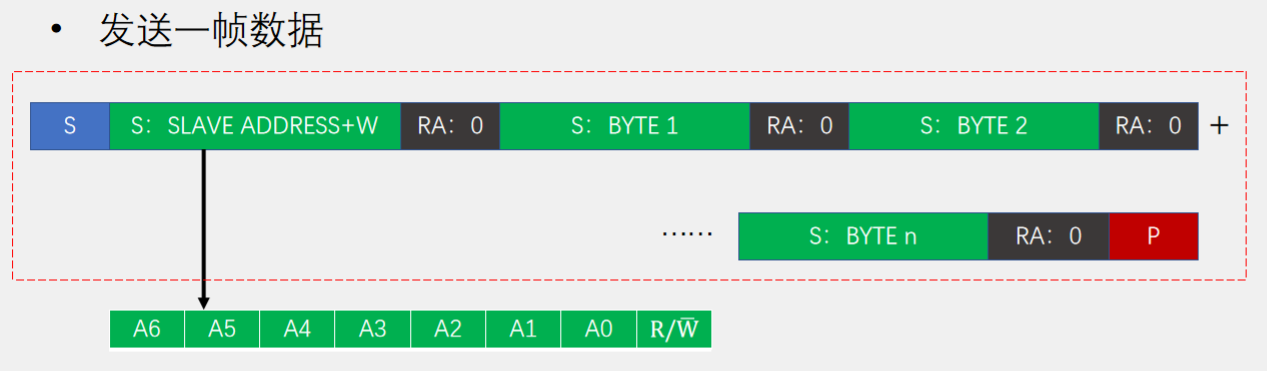 • 发送一帧数据
S S：SLAVE ADDRESS+W RA：0 S：BYTE 1 RA：0 S：BYTE 2 RA：0 +
…… S：BYTE n RA：0 P
A6 A5 A4 A3 A2 A1 A0 R/W̅